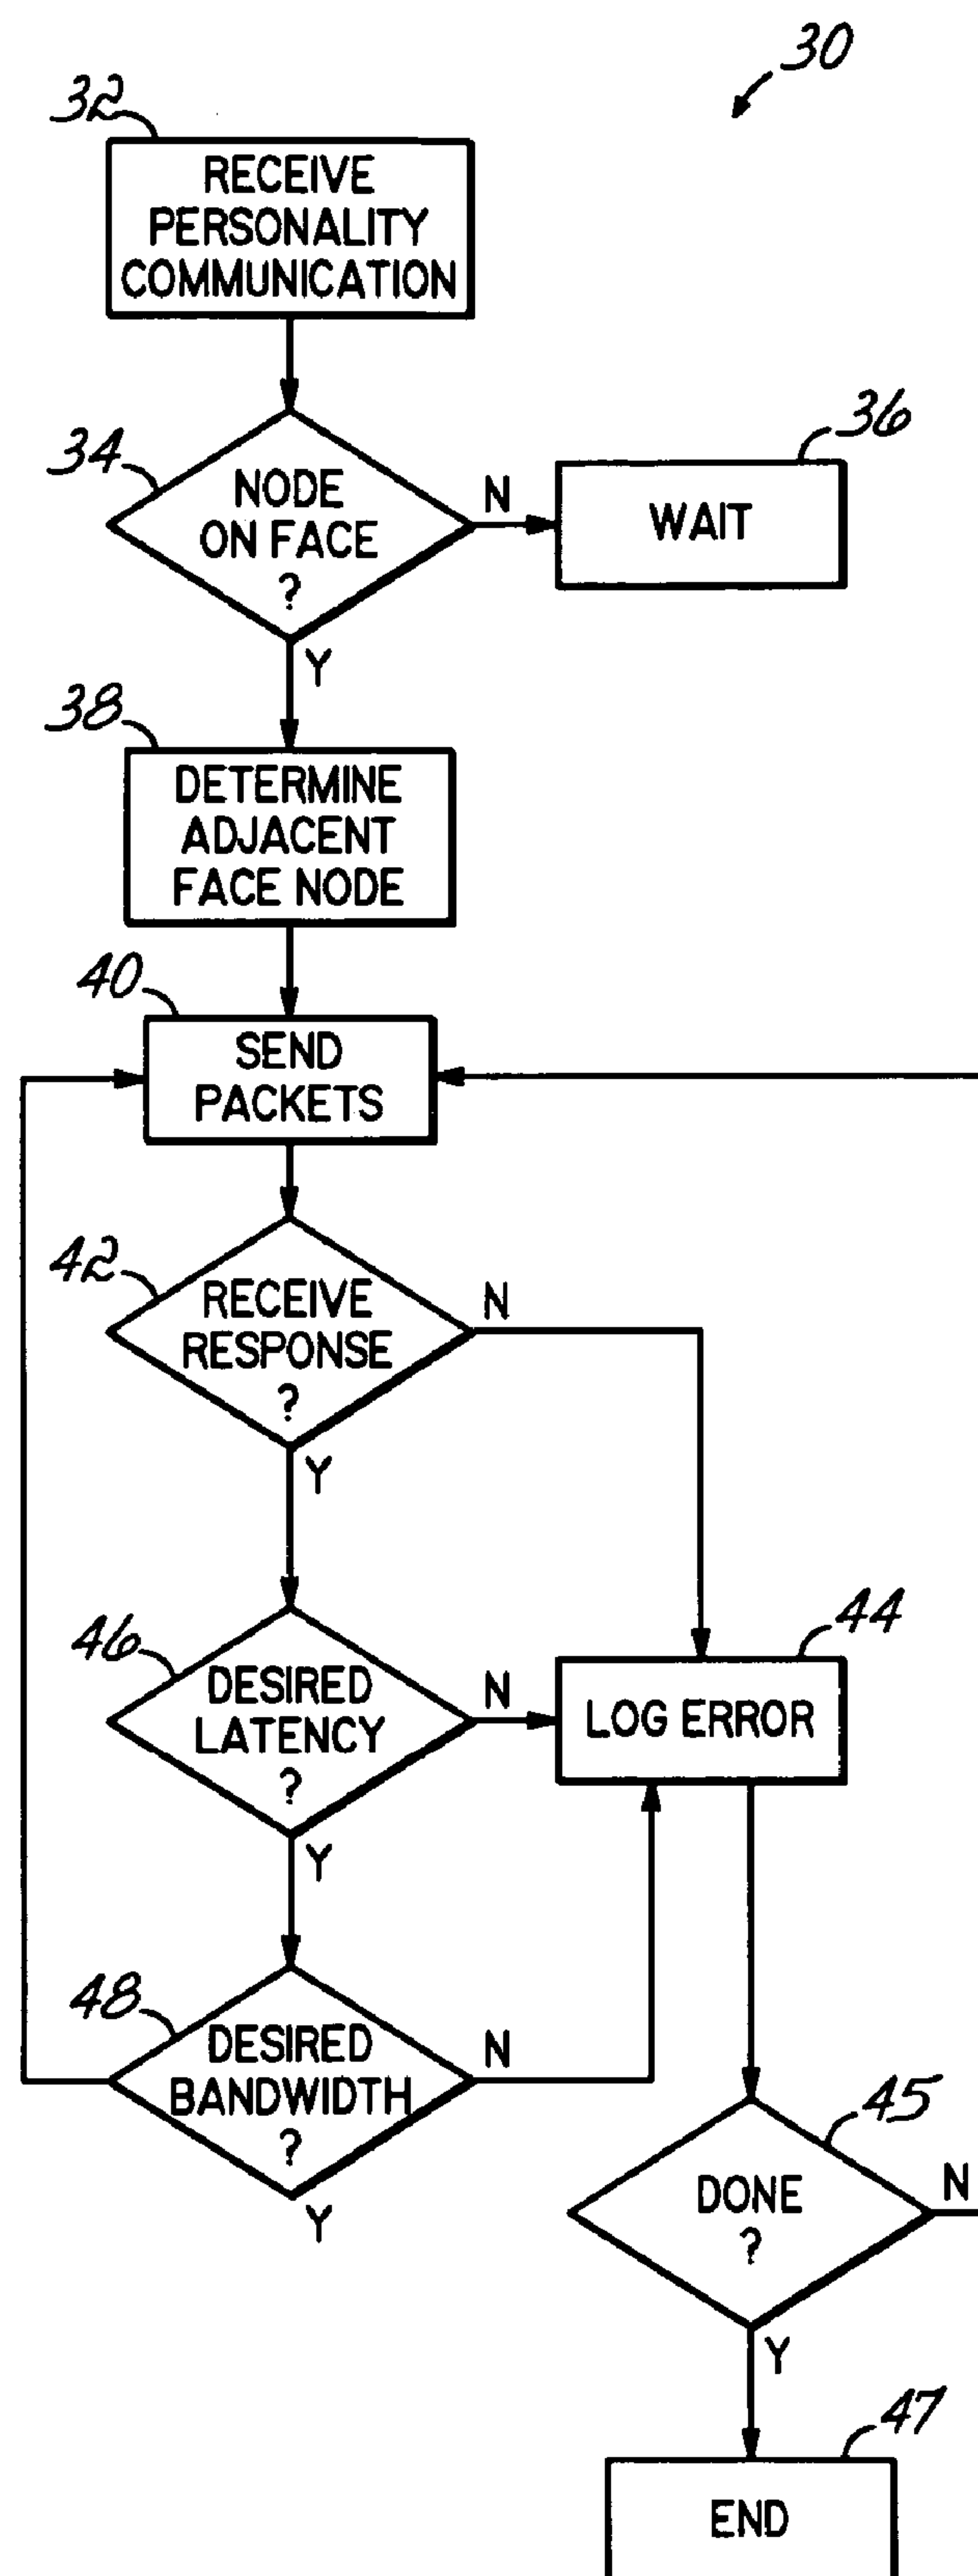 30
32
RECEIVE
PERSONALITY
COMMUNICATION
34
NODE
ON FACE
?
N
36
WAIT
Y
38
DETERMINE
ADJACENT
FACE NODE
40
SEND
PACKETS
42
RECEIVE
RESPONSE
?
N
Y
46
DESIRED
LATENCY
?
N
44
LOG ERROR
Y
48
DESIRED
BANDWIDTH
?
N
Y
45
DONE
?
N
Y
47
END